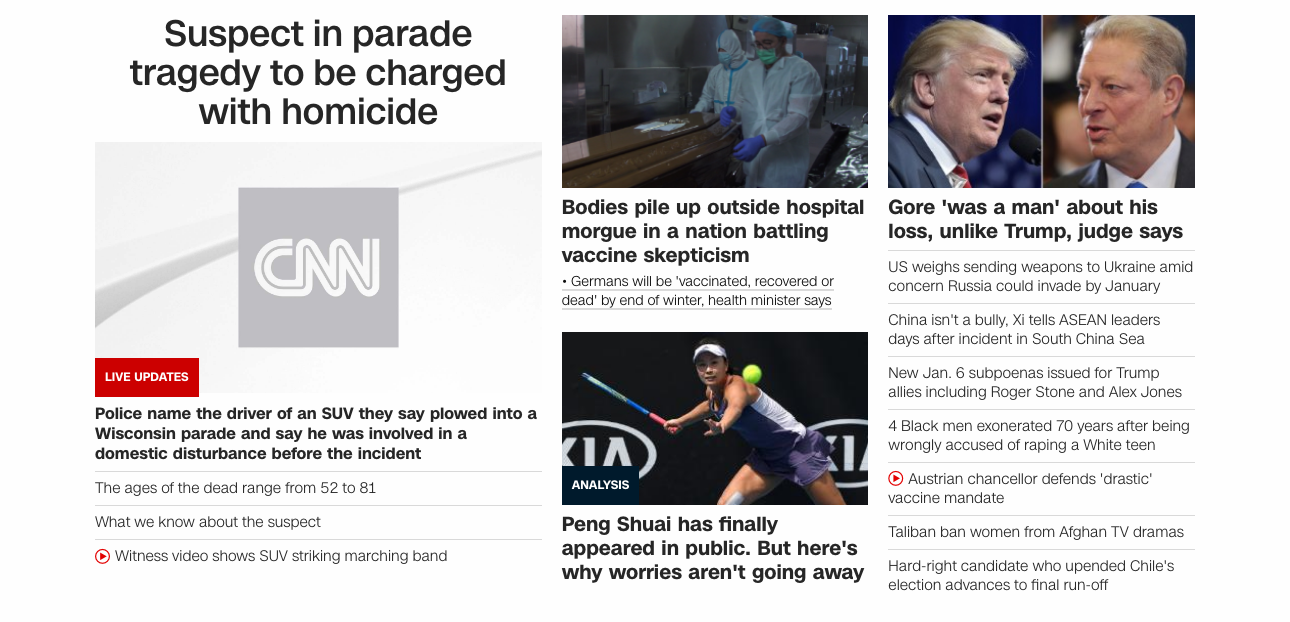 Suspect in parade
tragedy to be charged
with homicide
CNN
LIVE UPDATES
Police name the driver of an SUV they say plowed into a
Wisconsin parade and say he was involved in a
domestic disturbance before the incident
The ages of the dead range from 52 to 81
What we know about the suspect
Witness video shows SUV striking marching band
Bodies pile up outside hospital
morgue in a nation battling
vaccine skepticism
• Germans will be 'vaccinated, recovered or
dead' by end of winter, health minister says
KIA
KIA
ANALYSIS
Peng Shuai has finally
appeared in public. But here's
why worries aren't going away
Gore 'was a man' about his
loss, unlike Trump, judge says
US weighs sending weapons to Ukraine amid
concern Russia could invade by January
China isn't a bully, Xi tells ASEAN leaders
days after incident in South China Sea
New Jan. 6 subpoenas issued for Trump
allies including Roger Stone and Alex Jones
4 Black men exonerated 70 years after being
wrongly accused of raping a White teen
Austrian chancellor defends 'drastic'
vaccine mandate
Taliban ban women from Afghan TV dramas
Hard-right candidate who upended Chile's
election advances to final run-off